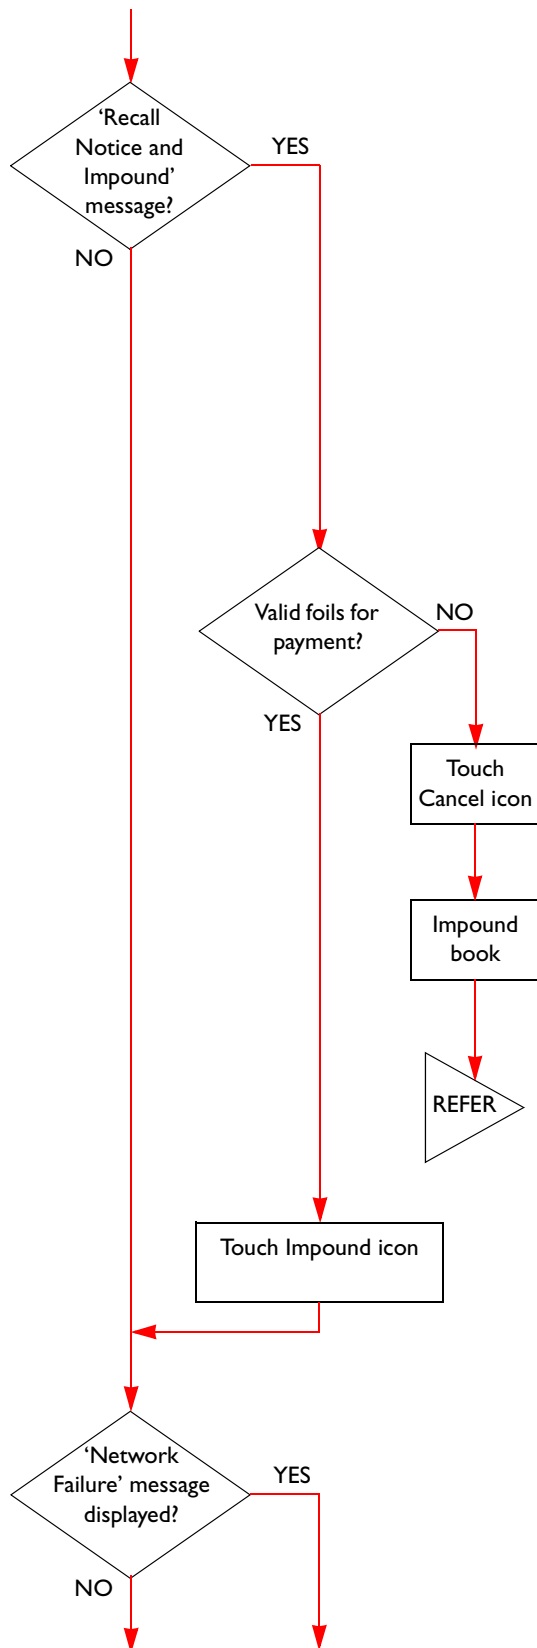 ‘Recall
Notice and
Impound’
message?
YES
NO
Valid foils for
payment?
NO
YES
Touch
Cancel icon
Impound
book
REFER
Touch Impound icon
‘Network
Failure’ message
displayed?
YES
NO